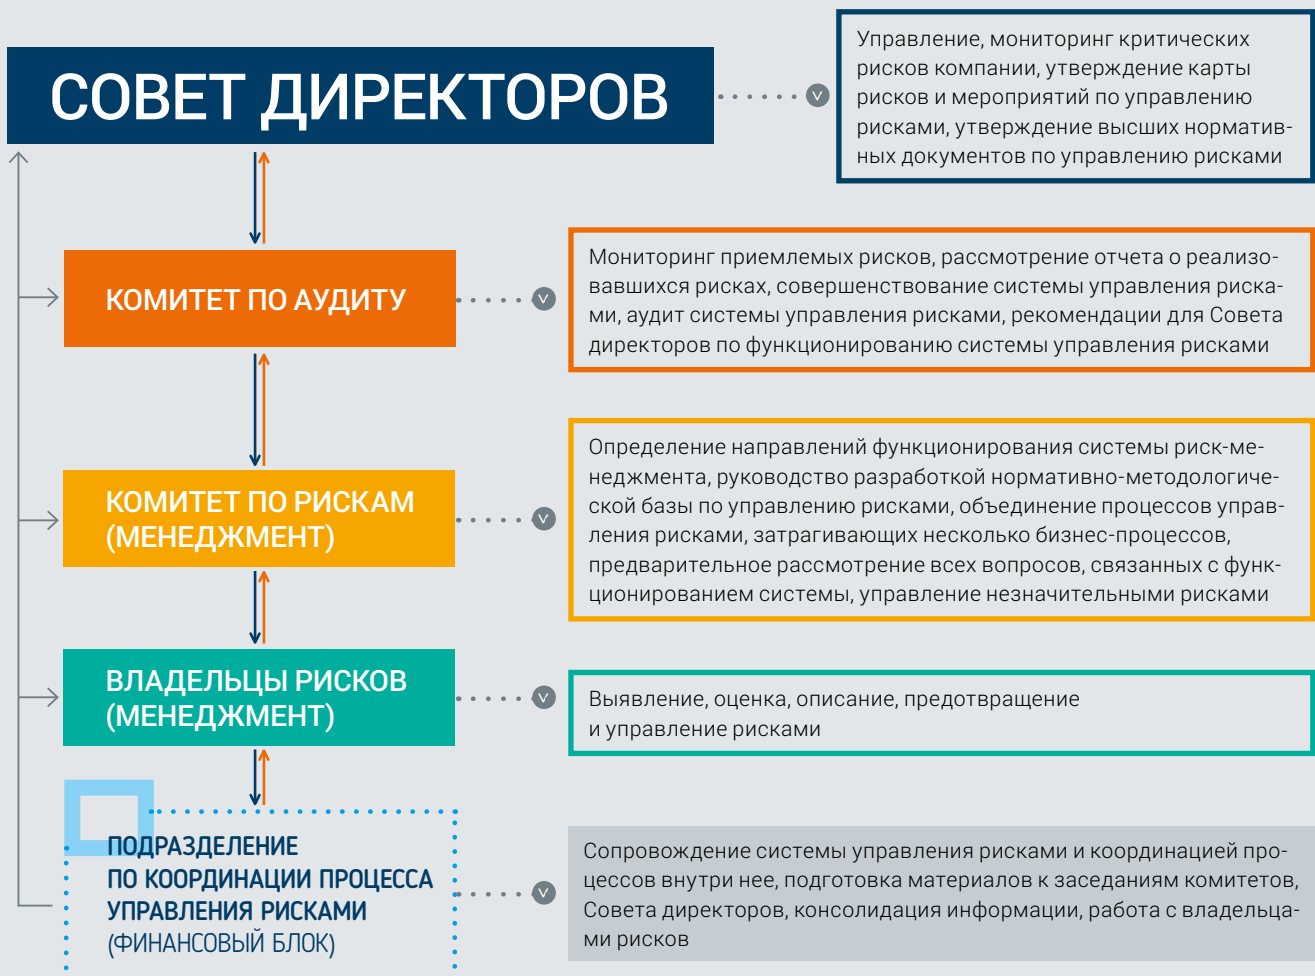 СОВЕТ ДИРЕКТОРОВ
Управление, мониторинг критических
рисков компании, утверждение карты
рисков и мероприятий по управлению
рисками, утверждение высших норматив-
ных документов по управлению рисками
КОМИТЕТ ПО АУДИТУ
Мониторинг приемлемых рисков, рассмотрение отчета о реализо-
вавшихся рисках, совершенствование системы управления риска-
ми, аудит системы управления рисками, рекомендации для Совета
директоров по функционированию системы управления рисками
КОМИТЕТ ПО РИСКАМ
(МЕНЕДЖМЕНТ)
Определение направлений функционирования системы риск-ме-
неджмента, руководство разработкой нормативно-методологиче-
ской базы по управлению рисками, объединение процессов управ-
ления рисками, затрагивающих несколько бизнес-процессов,
предварительное рассмотрение всех вопросов, связанных с функ-
ционированием системы, управление незначительными рисками
ВЛАДЕЛЬЦЫ РИСКОВ
(МЕНЕДЖМЕНТ)
Выявление, оценка, описание, предотвращение
и управление рисками
ПОДРАЗДЕЛЕНИЕ
ПО КООРДИНАЦИИ ПРОЦЕССА
УПРАВЛЕНИЯ РИСКАМИ
(ФИНАНСОВЫЙ БЛОК)
Сопровождение системы управления рисками и координацией про-
цессов внутри нее, подготовка материалов к заседаниям комитетов,
Совета директоров, консолидация информации, работа с владельца-
ми рисков